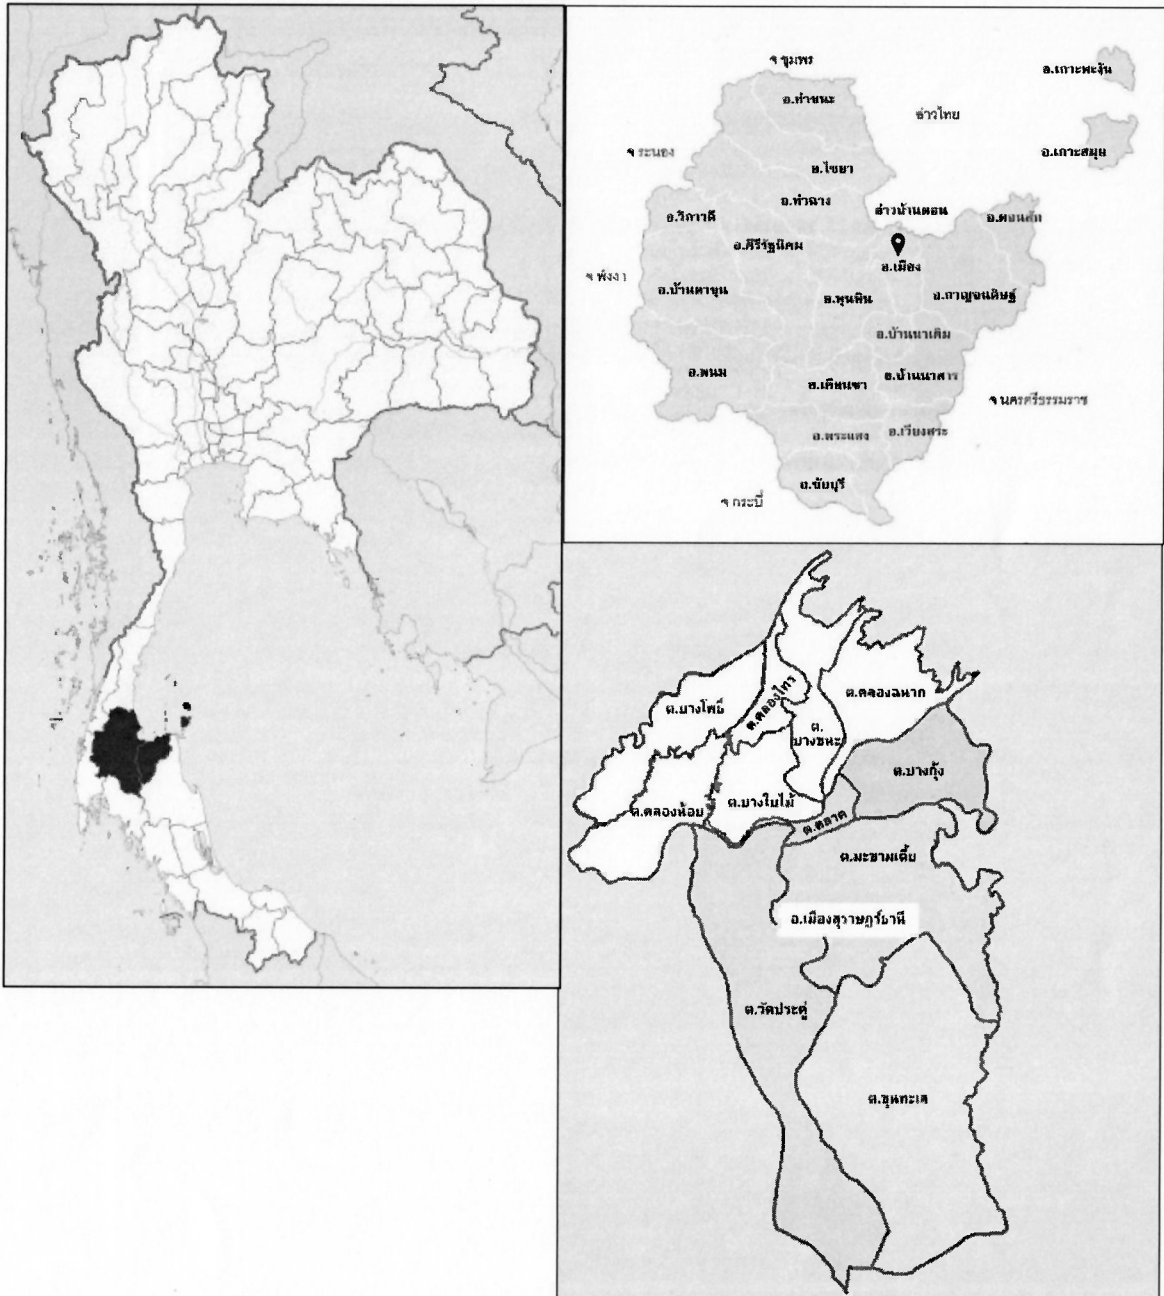 จ ชุมพร
อ.เกาะพะงัน
อ.ท่าชนะ
อ่าวไทย
จ ระนอง
อ.เกาะสมุย
อ.ไชยา
อ.ท่าฉาง
อ่าวบ้านดอน
อ.วิภาวดี
อ.ดอนสัก
อ.คีรีรัฐนิคม
อ.เมือง
จ พังงา
อ.บ้านตาขุน
อ.พุนพิน
อ.กาญจนดิษฐ์
อ.บ้านนาเดิม
อ.พนม
อ.เคียนซา
อ.บ้านนาสาร
จ นครศรีธรรมราช
อ.พระแสง
อ.เวียงสระ
อ.ชัยบุรี
จ กระบี่
ต.บางโพธิ์
ต.คลองไทร
ต.คลองฉนาก
ต.
บางชนะ
ต.บางกุ้ง
ต.คลองน้อย
ต.บางใบไม้
ต.ตลาด
ต.มะขามเตี้ย
อ.เมืองสุราษฎร์ธานี
ต.วัดประดู่
ต.ขุนทะเล